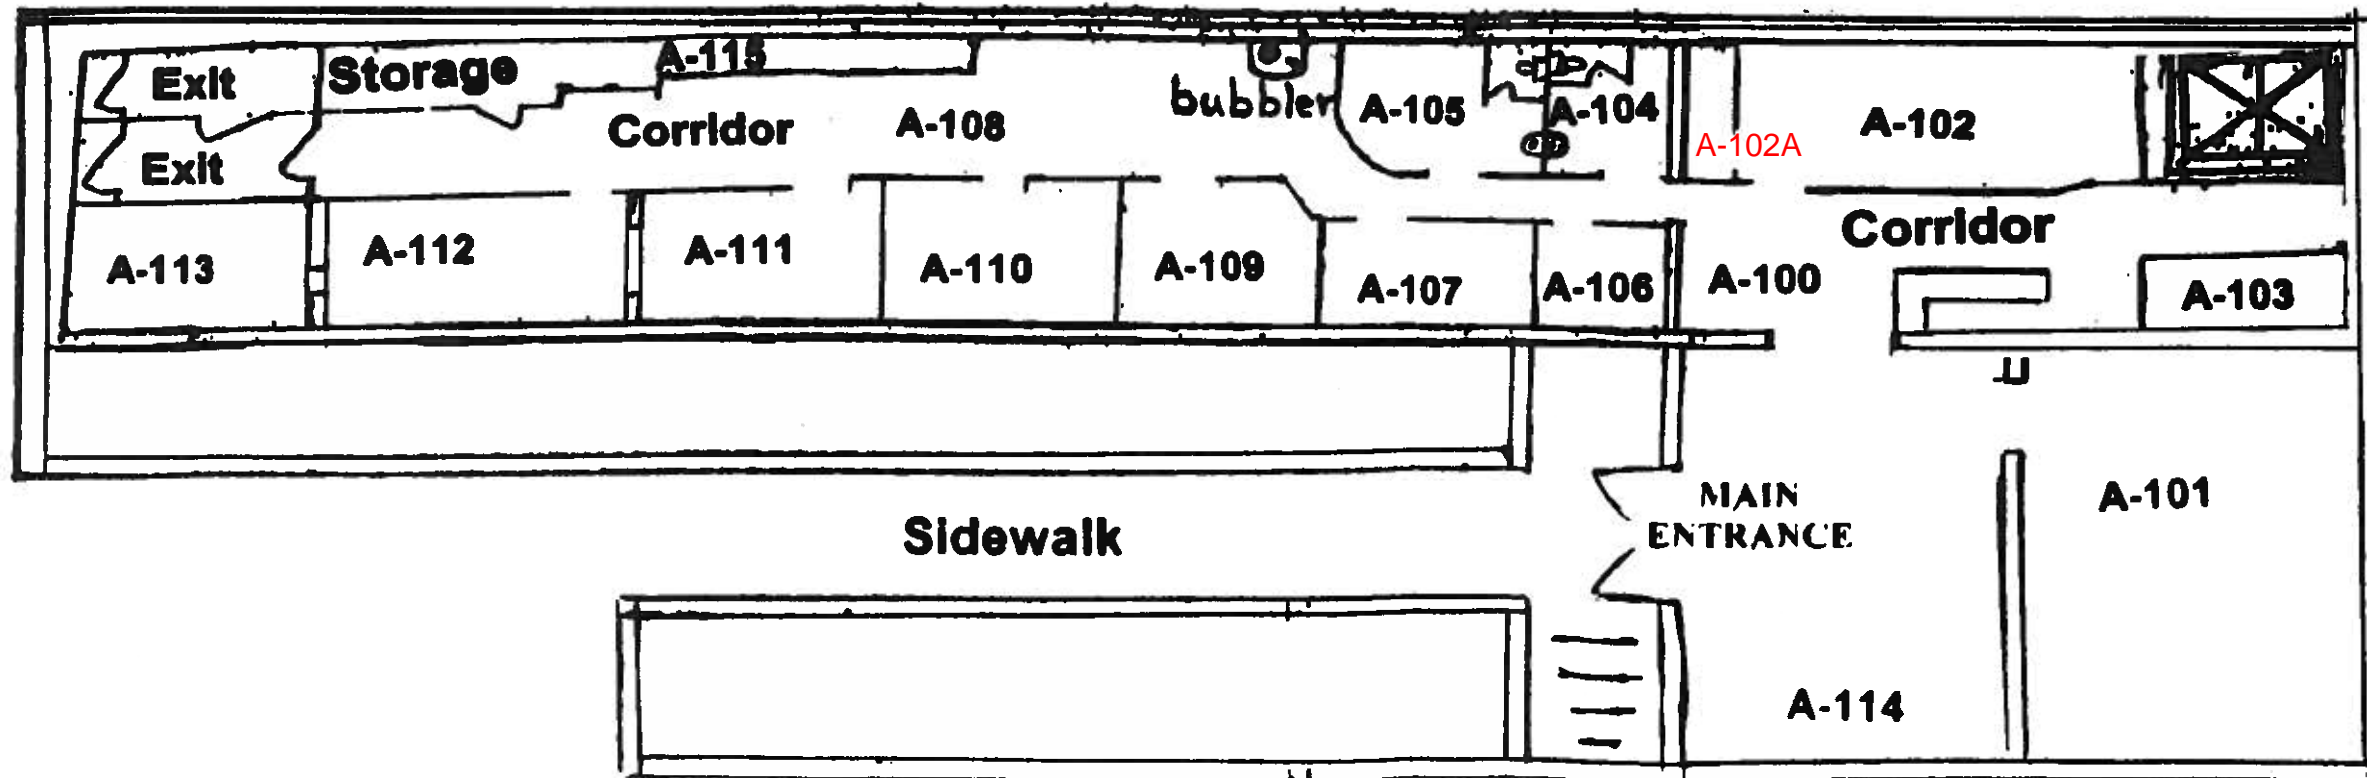 Exit
Storage
A-115
Corridor
A-108
bubbler
A-105
A-104
A-102A
A-102
Exit
Corridor
A-113
A-112
A-111
A-110
A-109
A-107
A-106
A-100
A-103
MAIN
ENTRANCE
A-101
Sidewalk
A-114